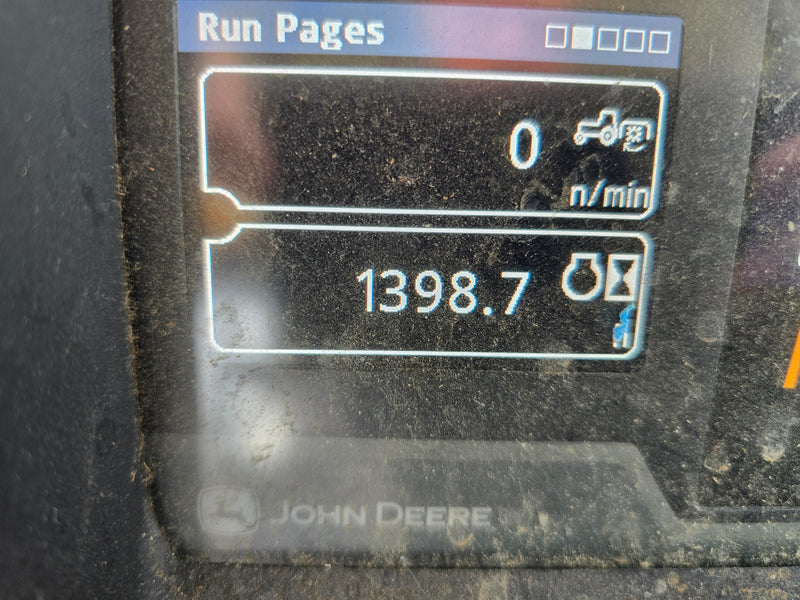 Run Pages
0
n/min
1398.7
JOHN DEERE